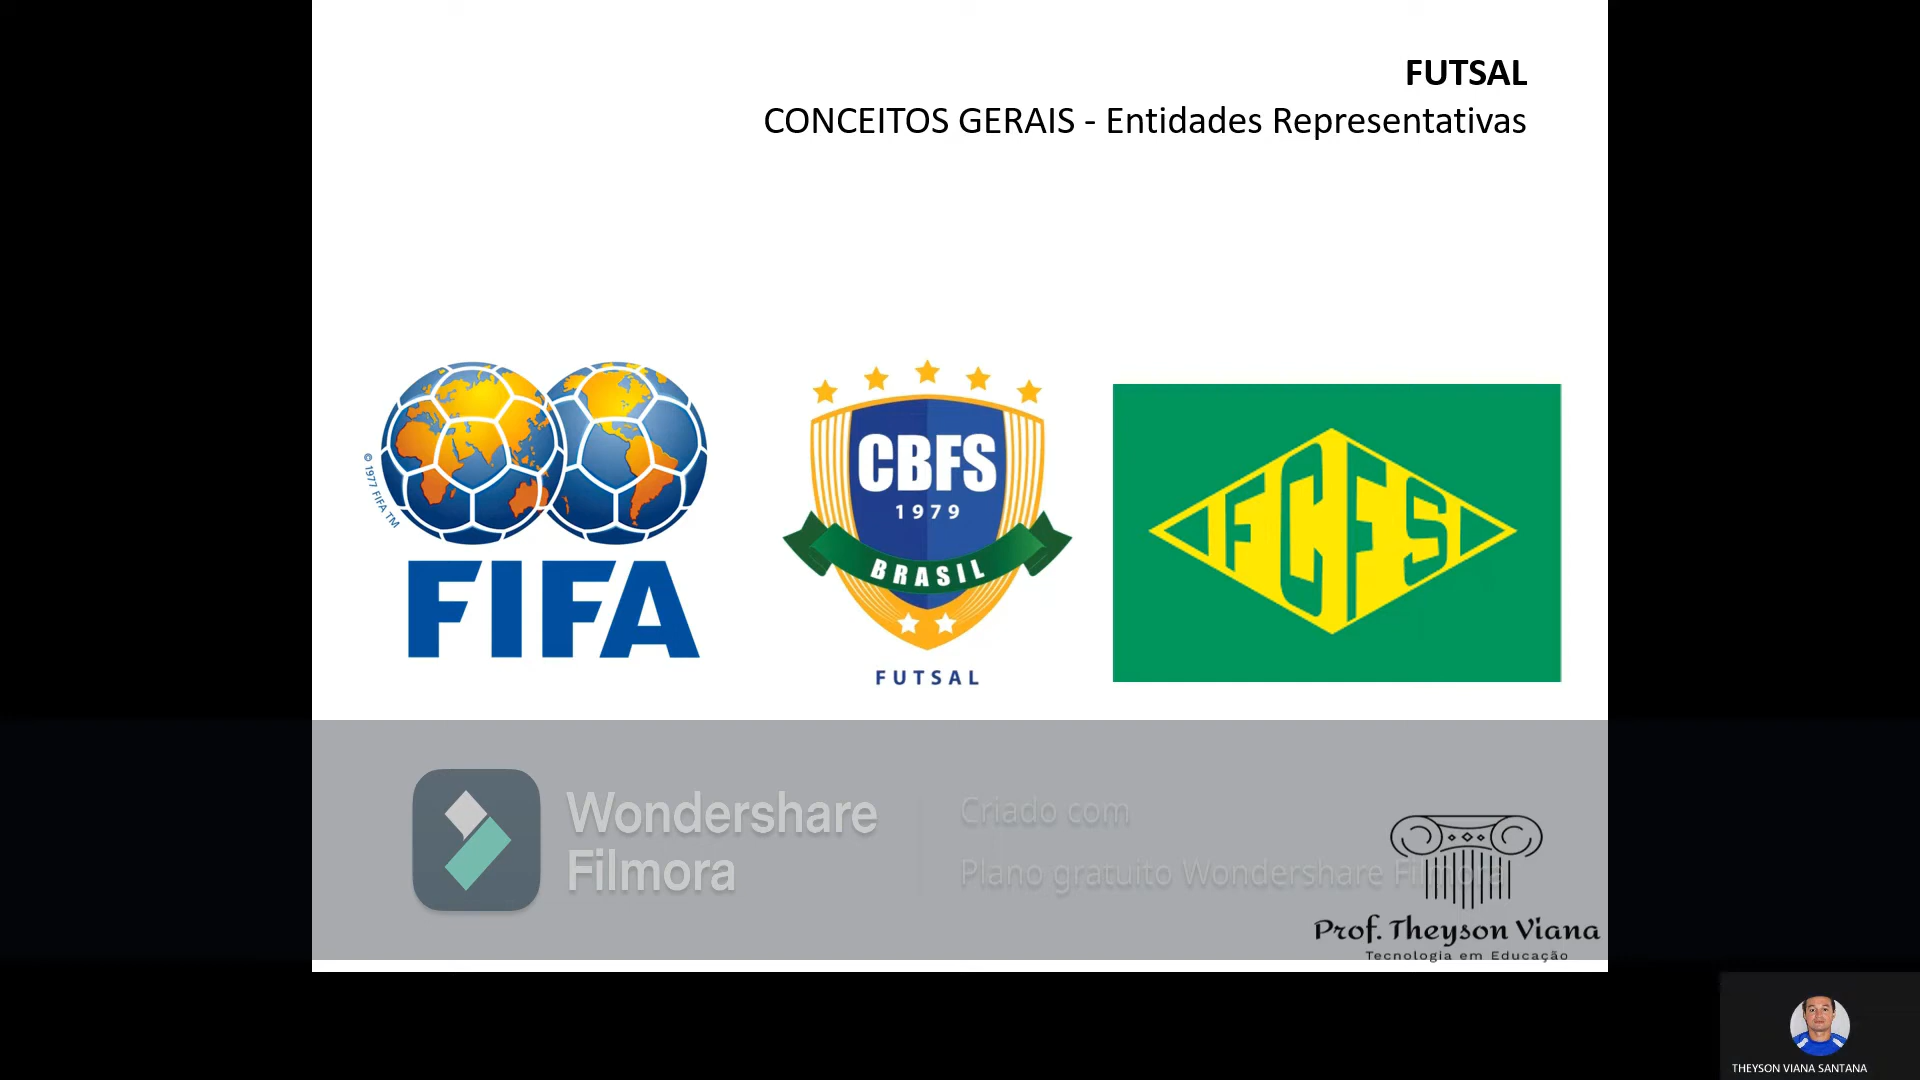 FUTSAL
CONCEITOS GERAIS - Entidades Representativas
© 1977 FIFA TM
FIFA
CBFS
1979
BRASIL
FUTSAL
FCFS
Wondershare
Filmora
Criado com
Plano gratuito Wondershare Filmora
Prof. Theyson Viana
Tecnologia em Educação
THEYSON VIANA SANTANA